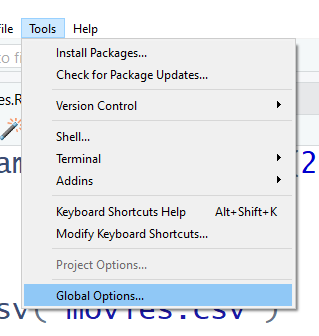 file Tools Help
Install Packages...
Check for Package Updates...
es.R
Version Control
Shell...
Terminal
Addins
Keyboard Shortcuts Help Alt+Shift+K
Modify Keyboard Shortcuts...
Project Options...
Global Options...
sv("movies.csv")